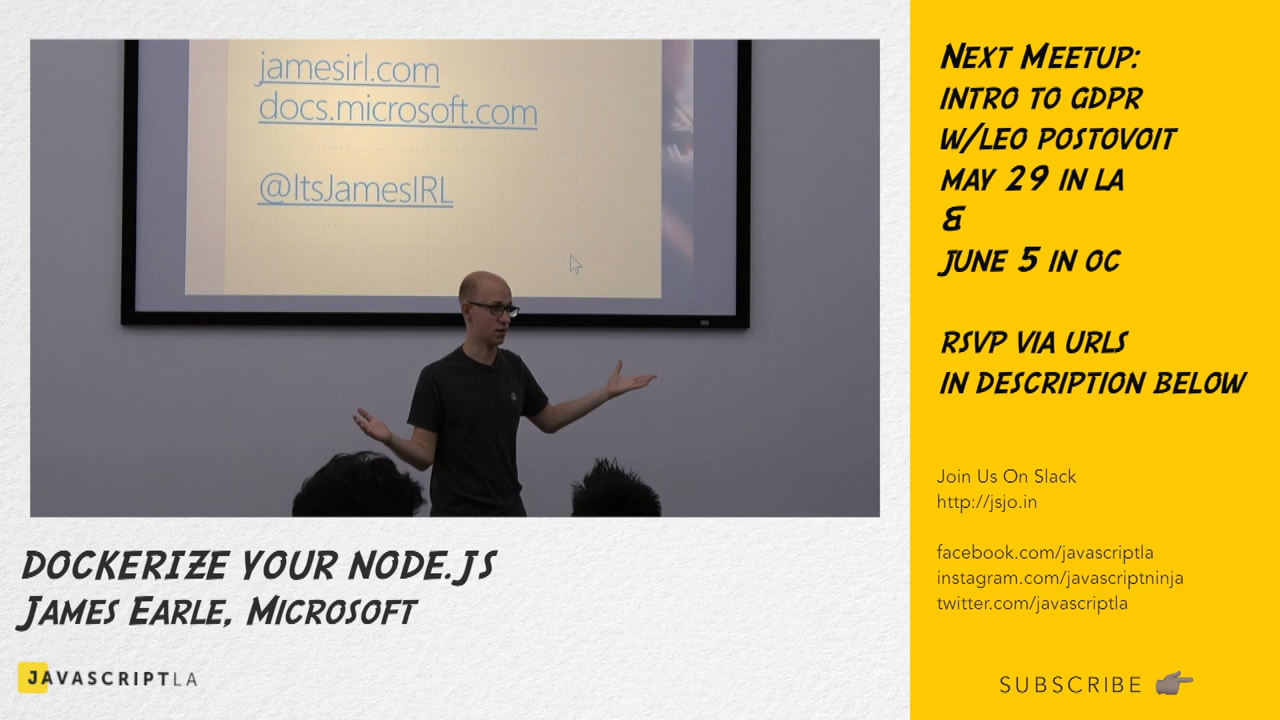 jamesirl.com
docs.microsoft.com
@ItsJamesIRL
DOCKERIZE YOUR NODE.JS
JAMES EARLE, MICROSOFT
JAVASCRIPTLA
NEXT MEETUP:
INTRO TO GDPR
W/LEO POSTOVOIT
MAY 29 IN LA
&
JUNE 5 IN OC
RSVP VIA URLS
IN DESCRIPTION BELOW
Join Us On Slack
http://jsjo.in
facebook.com/javascriptla
instagram.com/javascriptninja
twitter.com/javascriptla
SUBSCRIBE